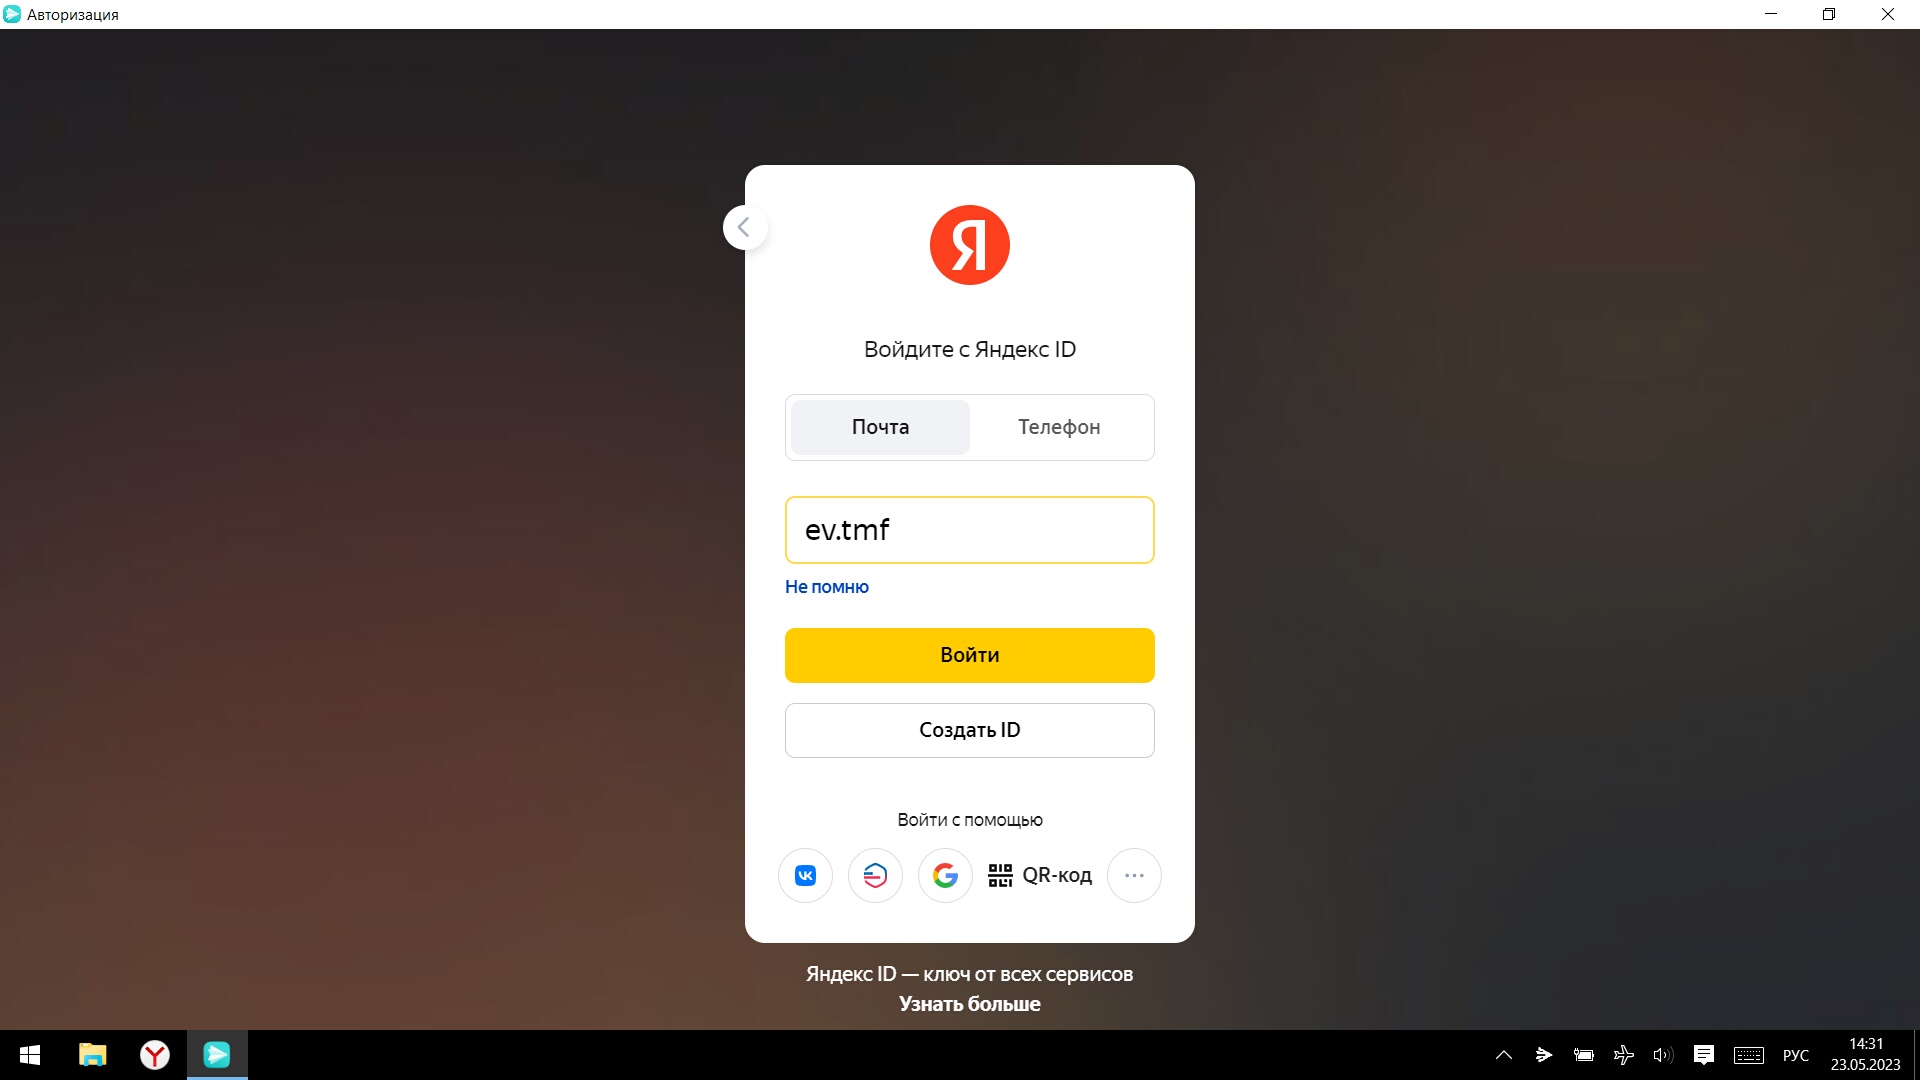 Авторизация
Я
Войдите с Яндекс ID
Почта
Телефон
ev.tmf
Не помню
Войти
Создать ID
Войти с помощью
QR-код
Яндекс ID — ключ от всех сервисов
Узнать больше
РУС
14:31
23.05.2023